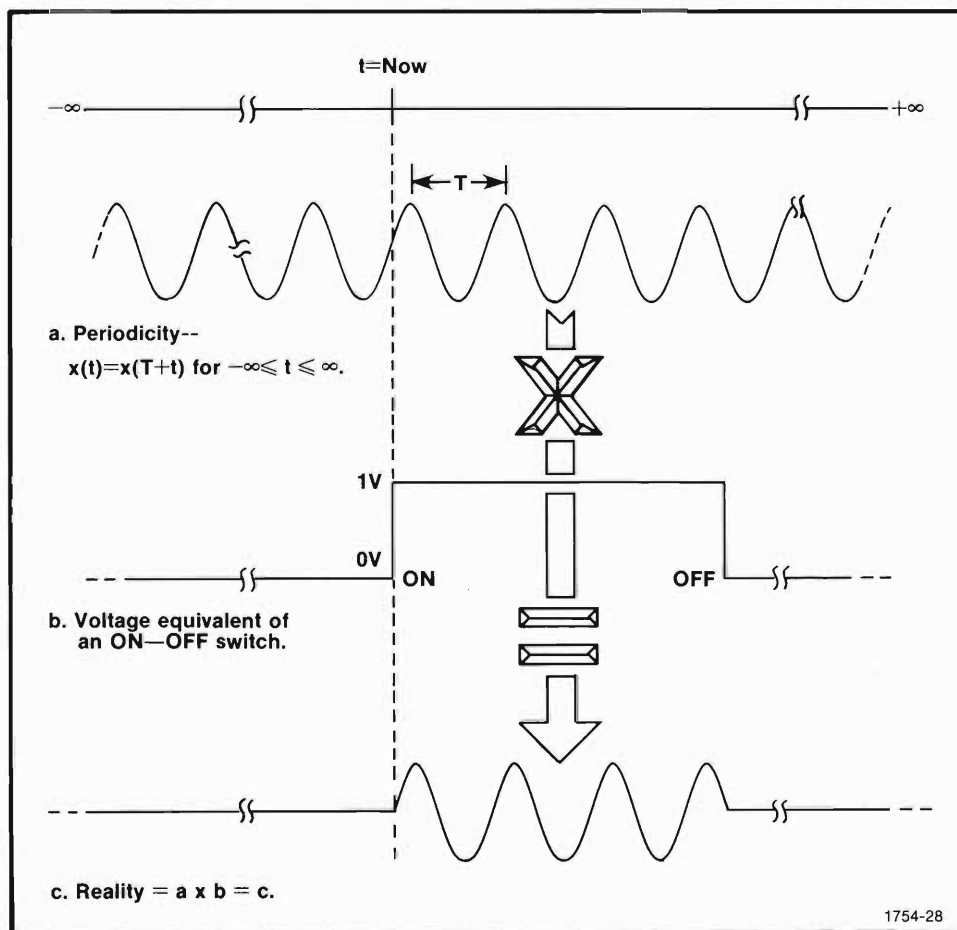 t=Now
−∞ +∞
T
a. Periodicity--
x(t)=x(T+t) for −∞≤ t ≤ ∞.
X
1V
0V
ON OFF
b. Voltage equivalent of
an ON—OFF switch.
=
c. Reality = a x b = c.
1754-28